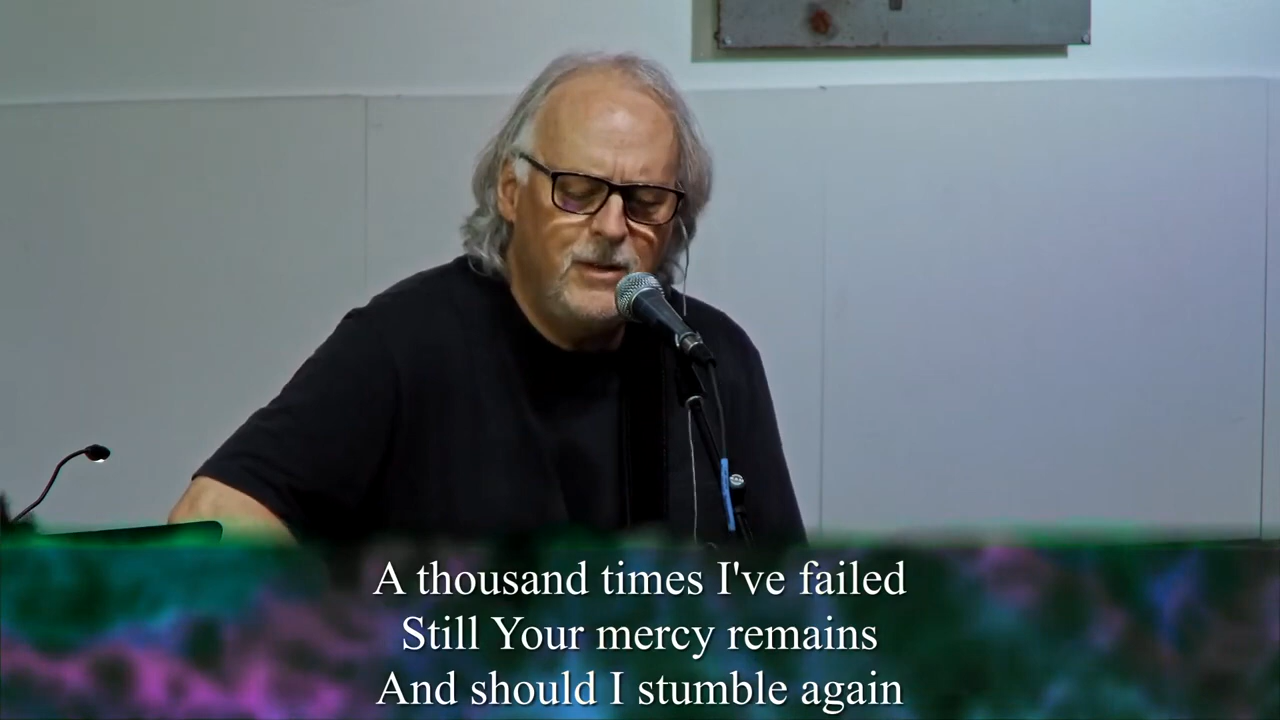 A thousand times I've failed
Still Your mercy remains
And should I stumble again